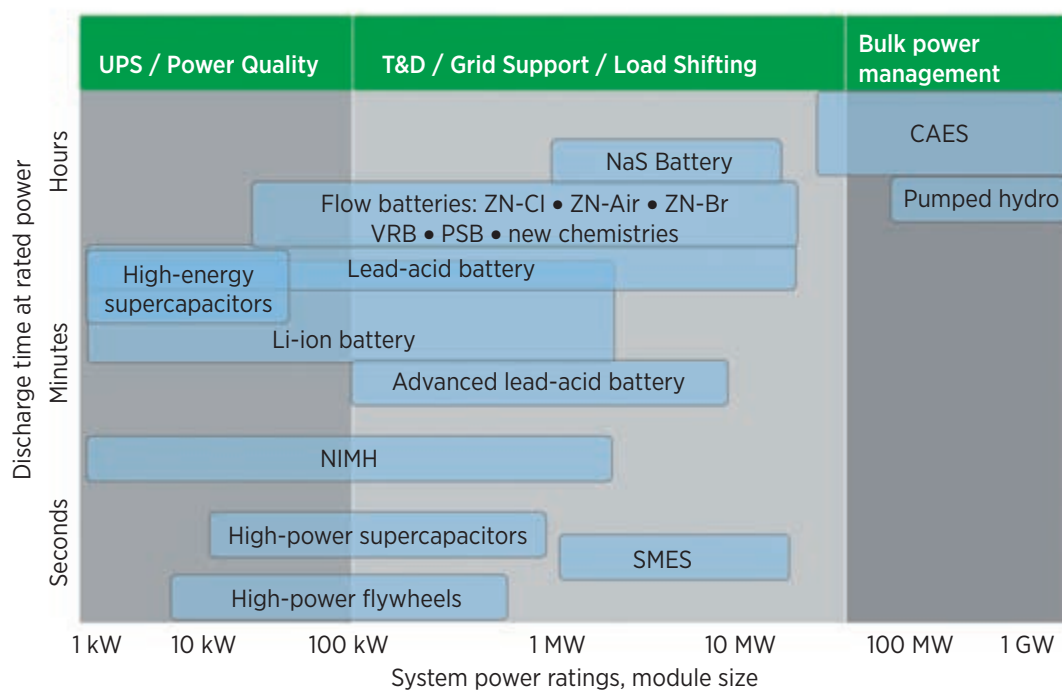 UPS / Power Quality
T&D / Grid Support / Load Shifting
Bulk power
management
Discharge time at rated power
Hours
Minutes
Seconds
CAES
NaS Battery
Pumped hydro
Flow batteries: ZN-Cl • ZN-Air • ZN-Br
VRB • PSB • new chemistries
High-energy
supercapacitors
Lead-acid battery
Li-ion battery
Advanced lead-acid battery
NIMH
High-power supercapacitors
SMES
High-power flywheels
1 kW
10 kW
100 kW
1 MW
10 MW
100 MW
1 GW
System power ratings, module size